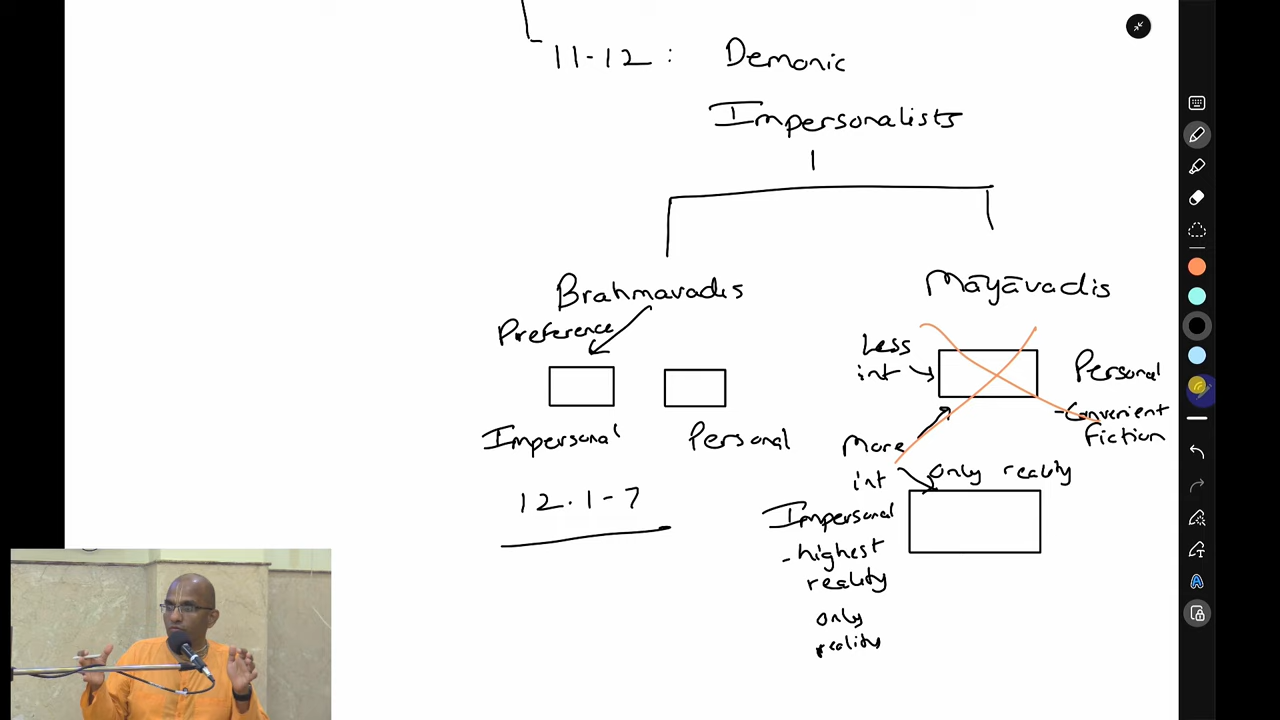 11-12 : Demonic
Impersonalists
Brahmavadis
Māyāvadis
Preference
Impersonal
Personal
12.1-7
Less
int
Personal
- Convenient
Fiction
More
int
only reality
Impersonal
- highest
reality
only
reality